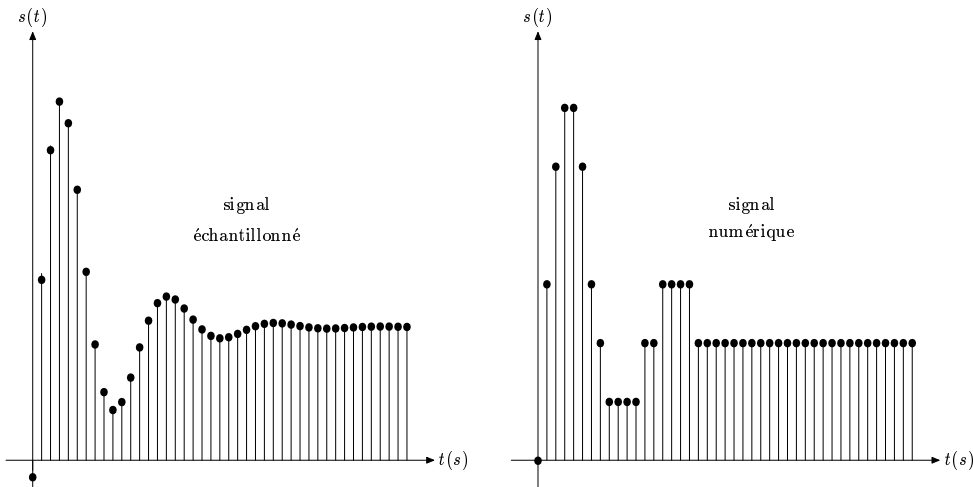 s(t)
signal
échantillonné
t(s)
s(t)
signal
numérique
t(s)